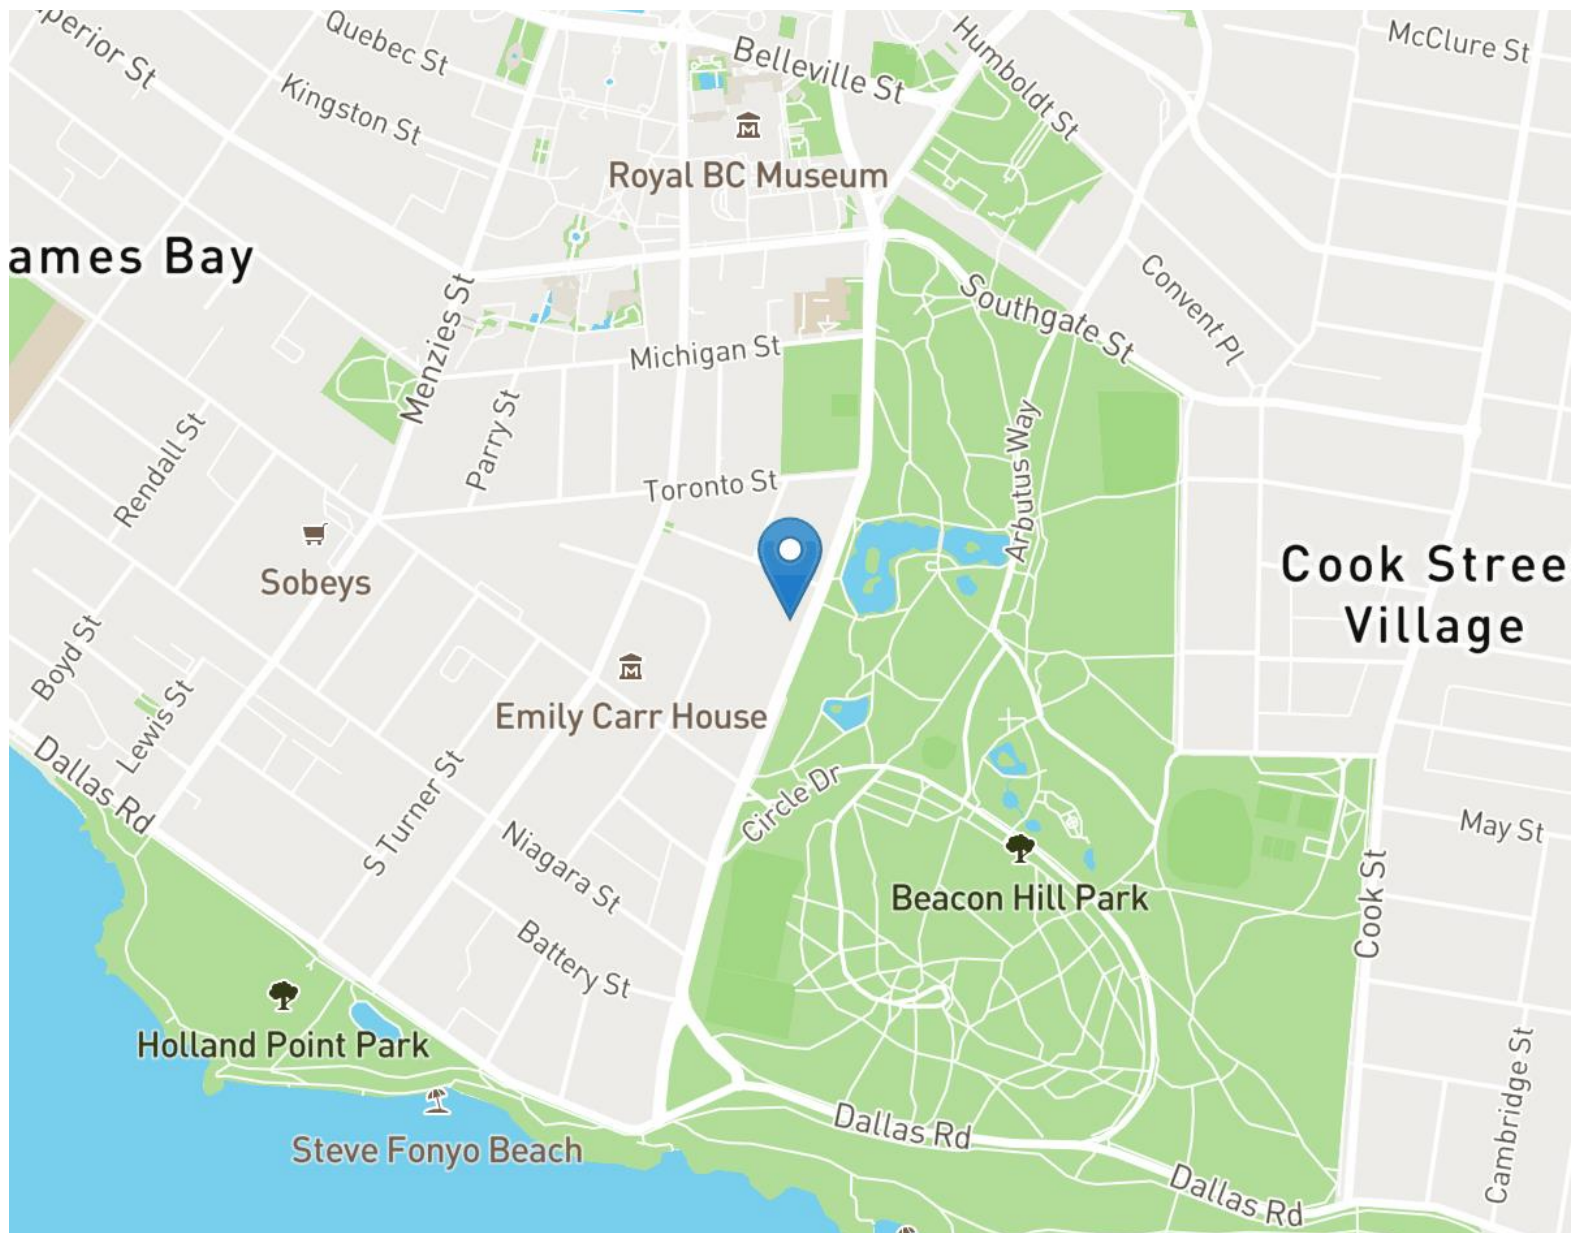 Quebec St
McClure St
Humboldt St
Belleville St
perior St
Kingston St
Royal BC Museum
ames Bay
Convent Pl
Southgate St
Menzies St
Michigan St
Parry St
Arbutus Way
Rendall St
Toronto St
Sobeys
Cook Stree
Village
Boyd St
Lewis St
Emily Carr House
Dallas Rd
S Turner St
Circle Dr
Niagara St
May St
Beacon Hill Park
Cook St
Battery St
Holland Point Park
Cambridge St
Steve Fonyo Beach
Dallas Rd
Dallas Rd